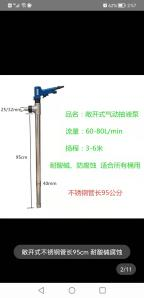 62% 2:57
品名：敞开式气动抽液泵
流量：60-80L/min
25/32mm
扬程：3-6米
耐酸碱、防腐蚀 适合所有桶用
95cm
40mm
不锈钢管长95公分
敞开式不锈钢管长95cm 耐酸碱腐蚀
2/11